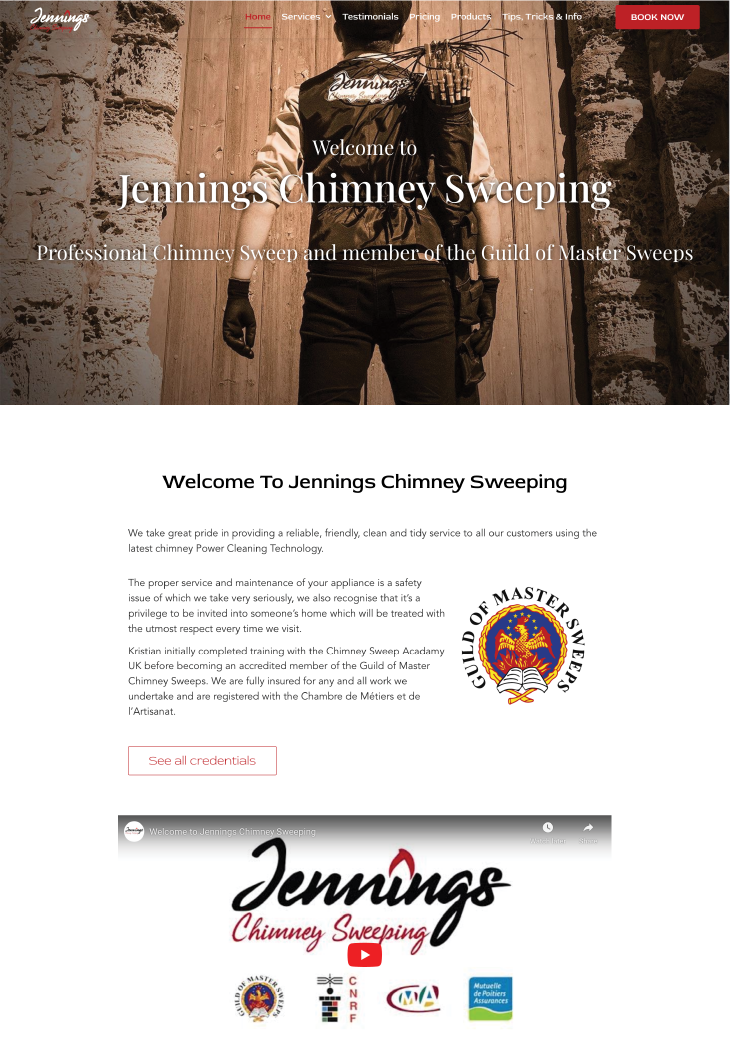 Jennings
Home Services Testimonials Pricing Products Tips, Tricks & Info BOOK NOW
Jennings
Chimney Sweeping
Welcome to
Jennings Chimney Sweeping
Professional Chimney Sweep and member of the Guild of Master Sweeps
Welcome To Jennings Chimney Sweeping
We take great pride in providing a reliable, friendly, clean and tidy service to all our customers using the
latest chimney Power Cleaning Technology.
The proper service and maintenance of your appliance is a safety
issue of which we take very seriously, we also recognise that it's a
privilege to be invited into someone's home which will be treated with
the utmost respect every time we visit.
Kristian initially completed training with the Chimney Sweep Acadamy
UK before becoming an accredited member of the Guild of Master
Chimney Sweeps. We are fully insured for any and all work we
undertake and are registered with the Chambre de Métiers et de
l'Artisanat.
GUILD OF MASTER SWEEPS
See all credentials
Welcome to Jennings Chimney Sweeping
Jennings
Chimney Sweeping
GUILD OF MASTER SWEEPS
CNRF
CMA
Mutuelle
de Poitiers
Assurances